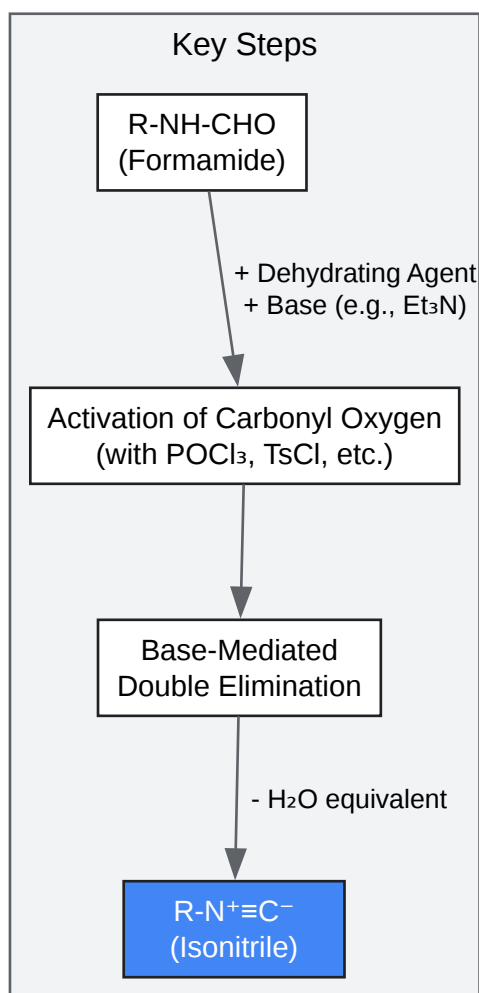 Key Steps
R-NH-CHO
(Formamide)
+ Dehydrating Agent
+ Base (e.g., Et₃N)
Activation of Carbonyl Oxygen
(with POCl₃, TsCl, etc.)
Base-Mediated
Double Elimination
- H₂O equivalent
R-N⁺≡C⁻
(Isonitrile)